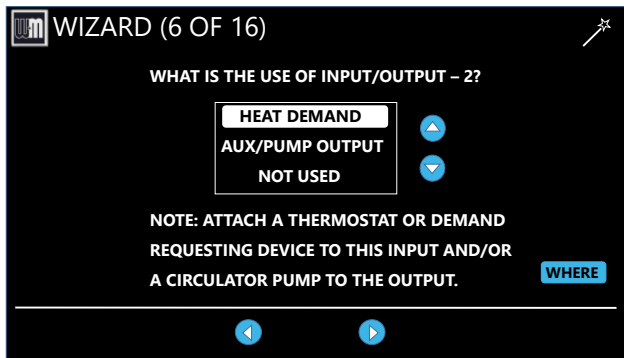 wm WIZARD (6 OF 16)
WHAT IS THE USE OF INPUT/OUTPUT – 2?
HEAT DEMAND
AUX/PUMP OUTPUT
NOT USED
NOTE: ATTACH A THERMOSTAT OR DEMAND
REQUESTING DEVICE TO THIS INPUT AND/OR
A CIRCULATOR PUMP TO THE OUTPUT.
WHERE